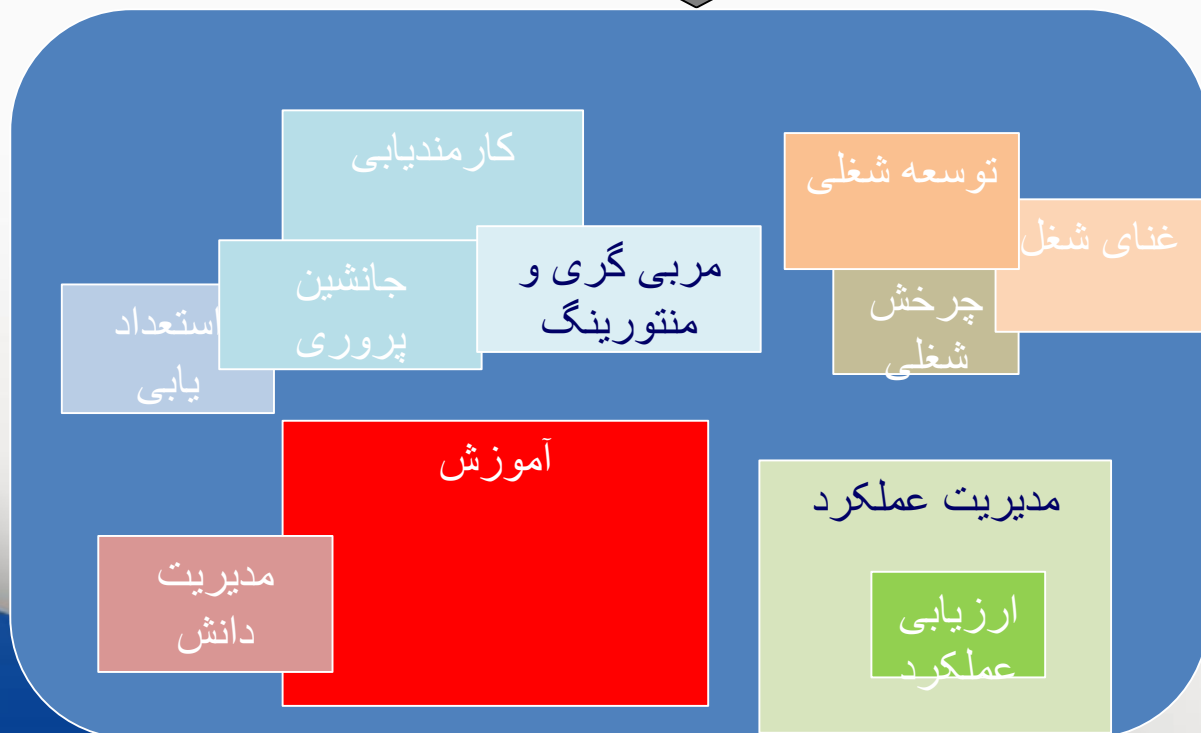 کارمندیابی
توسعه شغلی
غنای شغل
مربی گری و
منتورینگ
جانشین
پروری
چرخش
شغلی
استعداد
یابی
آموزش
مدیریت عملکرد
مدیریت
دانش
ارزیابی
عملکرد